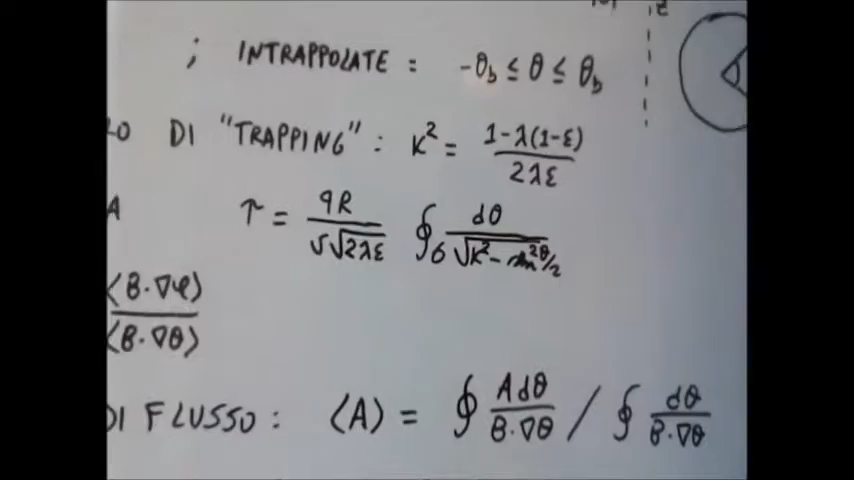 ; INTRAPPOLATE : -θb ≤ θ ≤ θb
LO DI "TRAPPING" : K² = 1-λ(1-ε) / 2λε
A τ = qR / v√2λε ∮σ dθ / √K²-sin²θ/2
⟨B·∇φ⟩ / ⟨B·∇θ⟩
DI FLUSSO : ⟨A⟩ = ∮ Adθ / B·∇θ / ∮ dθ / B·∇θ